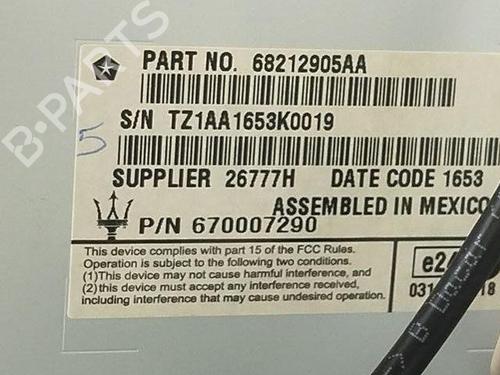 PART NO. 68212905AA
S/N TZ1AA1653K0019
5
SUPPLIER 26777H DATE CODE 1653
ASSEMBLED IN MEXICO
P/N 670007290
This device complies with part 15 of the FCC Rules.
Operation is subject to the following two conditions.
(1)This device may not cause harmful interference, and
(2)this device must accept any interference received,
including interference that may cause undesired operation.
B-PARTS